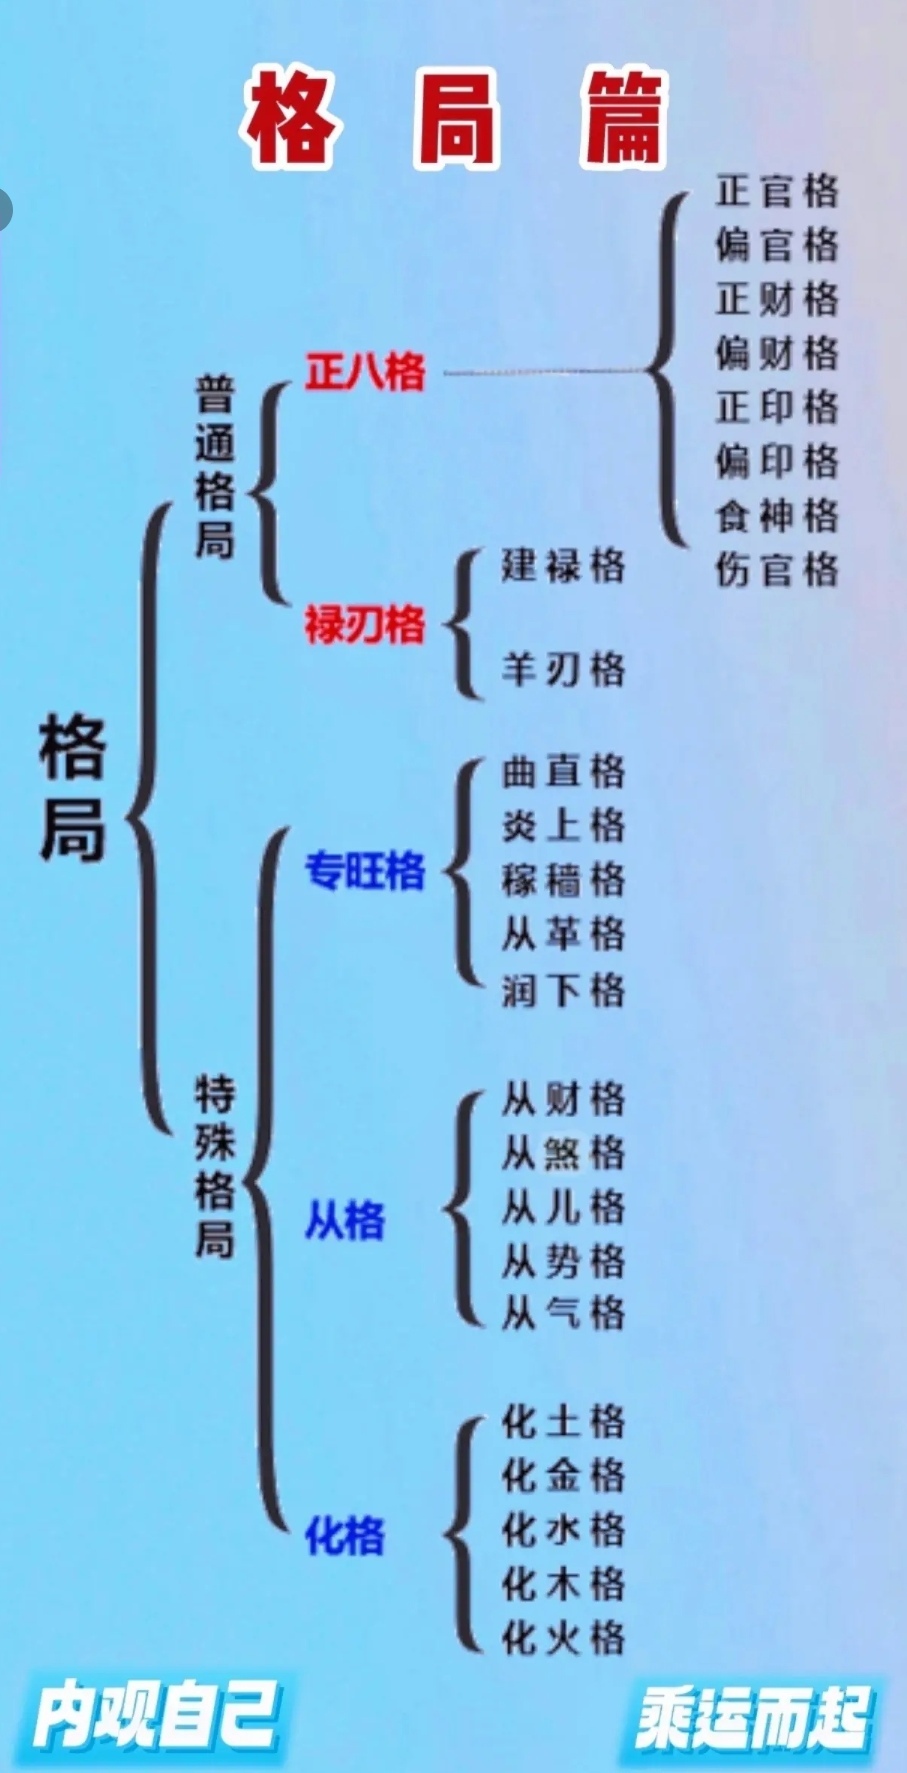 格局篇
格局
普通格局
正八格
正官格
偏官格
正财格
偏财格
正印格
偏印格
食神格
伤官格
禄刃格
建禄格
羊刃格
特殊格局
专旺格
曲直格
炎上格
稼穑格
从革格
润下格
从格
从财格
从煞格
从儿格
从势格
从气格
化格
化土格
化金格
化水格
化木格
化火格
内观自己
乘运而起